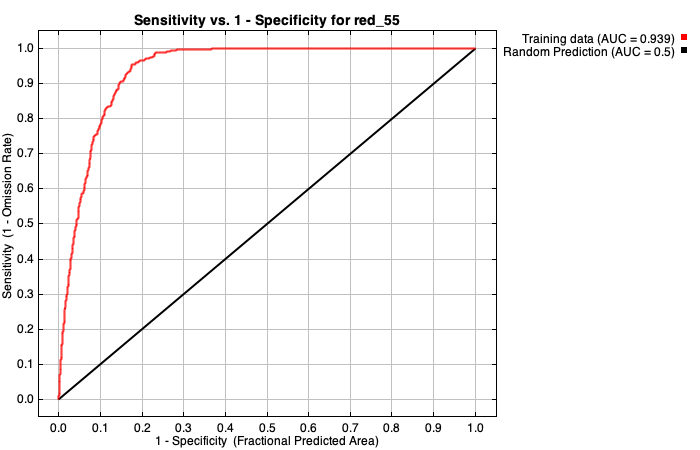 Sensitivity vs. 1 - Specificity for red_55
Training data (AUC = 0.939)
Random Prediction (AUC = 0.5)
Sensitivity (1 - Omission Rate)
1.0
0.9
0.8
0.7
0.6
0.5
0.4
0.3
0.2
0.1
0.0
0.0 0.1 0.2 0.3 0.4 0.5 0.6 0.7 0.8 0.9 1.0
1 - Specificity (Fractional Predicted Area)